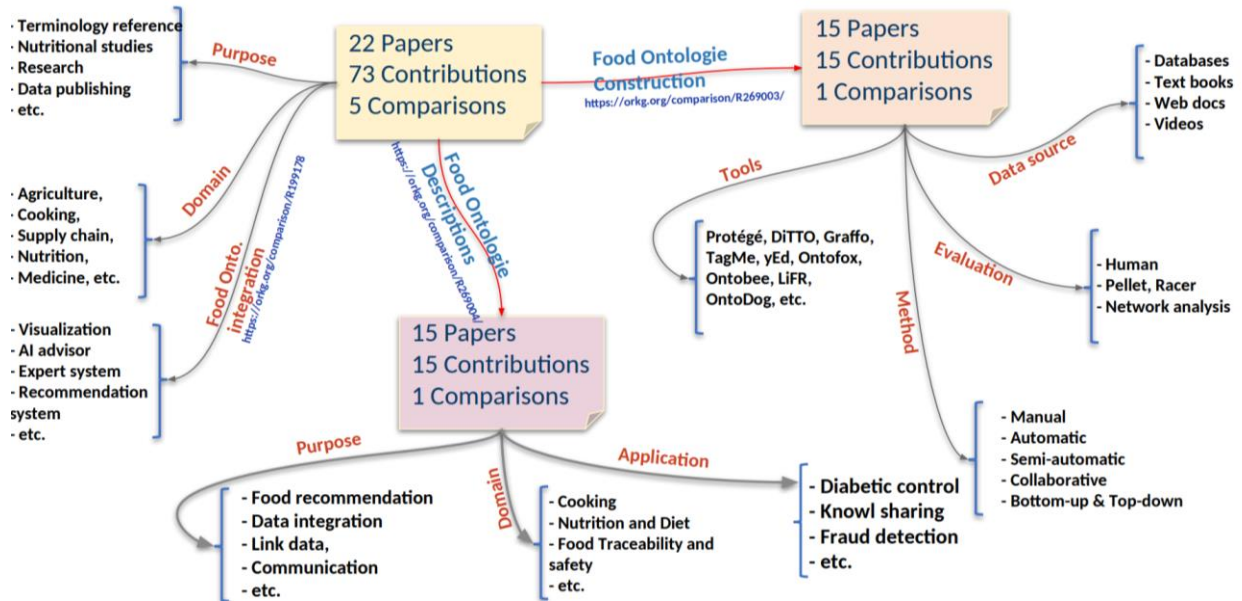 · Terminology reference
· Nutritional studies
· Research
· Data publishing
· etc.
Purpose
22 Papers
73 Contributions
5 Comparisons
Food Ontologie
Construction
https://orkg.org/comparison/R269003/
15 Papers
15 Contributions
1 Comparisons
- Databases
- Text books
- Web docs
- Videos
Data source
Tools
Domain
· Agriculture,
· Cooking,
· Supply chain,
· Nutrition,
· Medicine, etc.
Food Onto.
integration
https://orkg.org/comparison/R199178
Food Ontologie
Descriptions
https://orkg.org/comparison/R269004/
Protégé, DiTTO, Graffo,
TagMe, yEd, Ontofox,
Ontobee, LiFR,
OntoDog, etc.
Evaluation
- Human
- Pellet, Racer
- Network analysis
Method
- Visualization
- AI advisor
- Expert system
- Recommendation
system
- etc.
15 Papers
15 Contributions
1 Comparisons
- Manual
- Automatic
- Semi-automatic
- Collaborative
- Bottom-up & Top-down
Purpose
Domain
Application
- Food recommendation
- Data integration
- Link data,
- Communication
- etc.
- Cooking
- Nutrition and Diet
- Food Traceability and
safety
- etc.
- Diabetic control
- Knowl sharing
- Fraud detection
- etc.